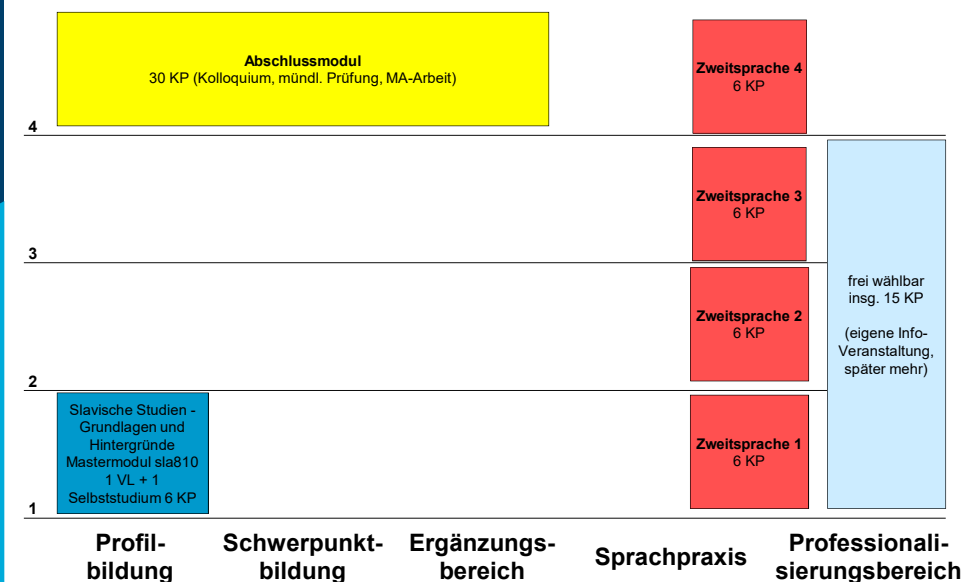 Abschlussmodul
30 KP (Kolloquium, mündl. Prüfung, MA-Arbeit)
Zweitsprache 4
6 KP
4
Zweitsprache 3
6 KP
3
Zweitsprache 2
6 KP
frei wählbar
insg. 15 KP
(eigene Info-
Veranstaltung,
später mehr)
2
Slavische Studien -
Grundlagen und
Hintergründe
Mastermodul sla810
1 VL + 1
Selbststudium 6 KP
Zweitsprache 1
6 KP
1
Profil-
bildung
Schwerpunkt-
bildung
Ergänzungs-
bereich
Sprachpraxis
Professionali-
sierungsbereich